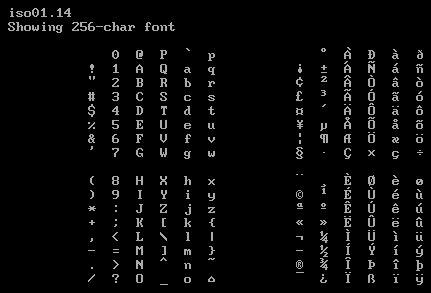 iso01.14
Showing 256-char font
0 @ P ` p ° À Ð à ð
! 1 A Q a q ¡ ± Á Ñ á ñ
" 2 B R b r ¢ ² Â Ò â ò
# 3 C S c s £ ³ Ã Ó ã ó
$ 4 D T d t ¤ ´ Ä Ô ä ô
% 5 E U e u ¥ µ Å Õ å õ
& 6 F V f v ¦ ¶ Æ Ö æ ö
' 7 G W g w § · Ç × ç ÷
( 8 H X h x ¨ ¸ È Ø è ø
) 9 I Y i y © ¹ É Ù é ù
* : J Z j z ª º Ê Ú ê ú
+ ; K [ k { « » Ë Û ë û
, < L \ l | ¬ ¼ Ì Ü ì ü
- = M ] m } ½ Í Ý í ý
. > N ^ n ~ ® ¾ Î Þ î þ
/ ? O _ o ⌂ ¯ ¿ Ï ß ï ÿ